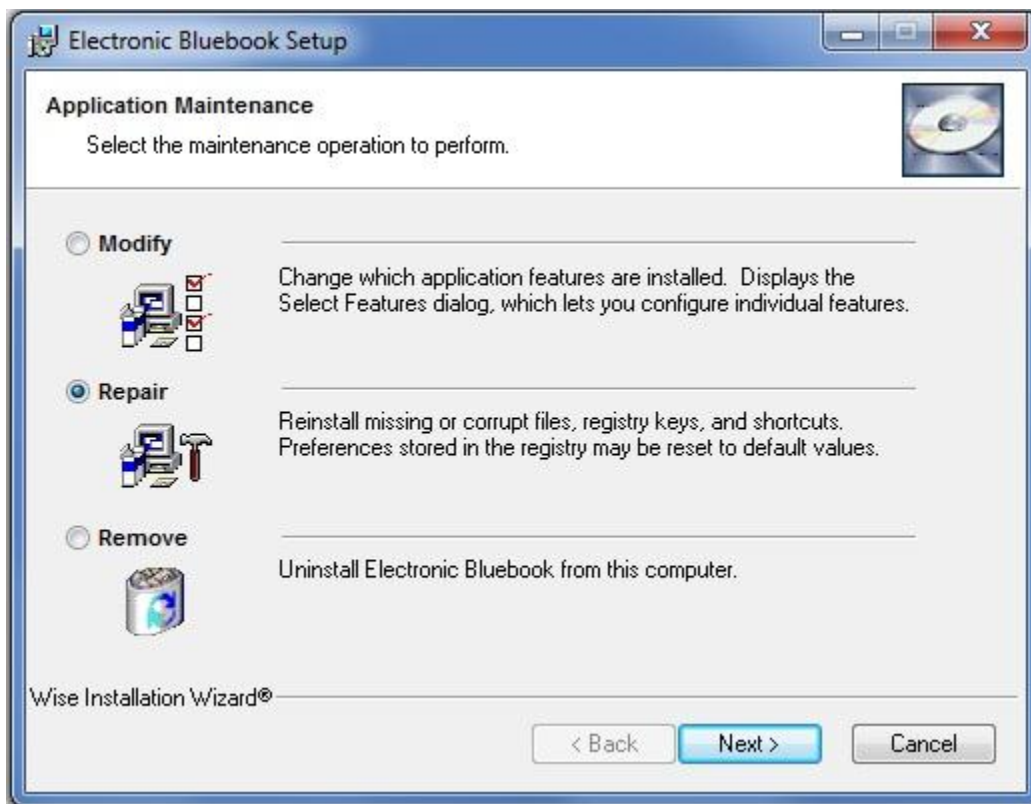 Electronic Bluebook Setup
Application Maintenance
Select the maintenance operation to perform.
Modify
Change which application features are installed. Displays the
Select Features dialog, which lets you configure individual features.
Repair
Reinstall missing or corrupt files, registry keys, and shortcuts.
Preferences stored in the registry may be reset to default values.
Remove
Uninstall Electronic Bluebook from this computer.
Wise Installation Wizard®
< Back Next > Cancel